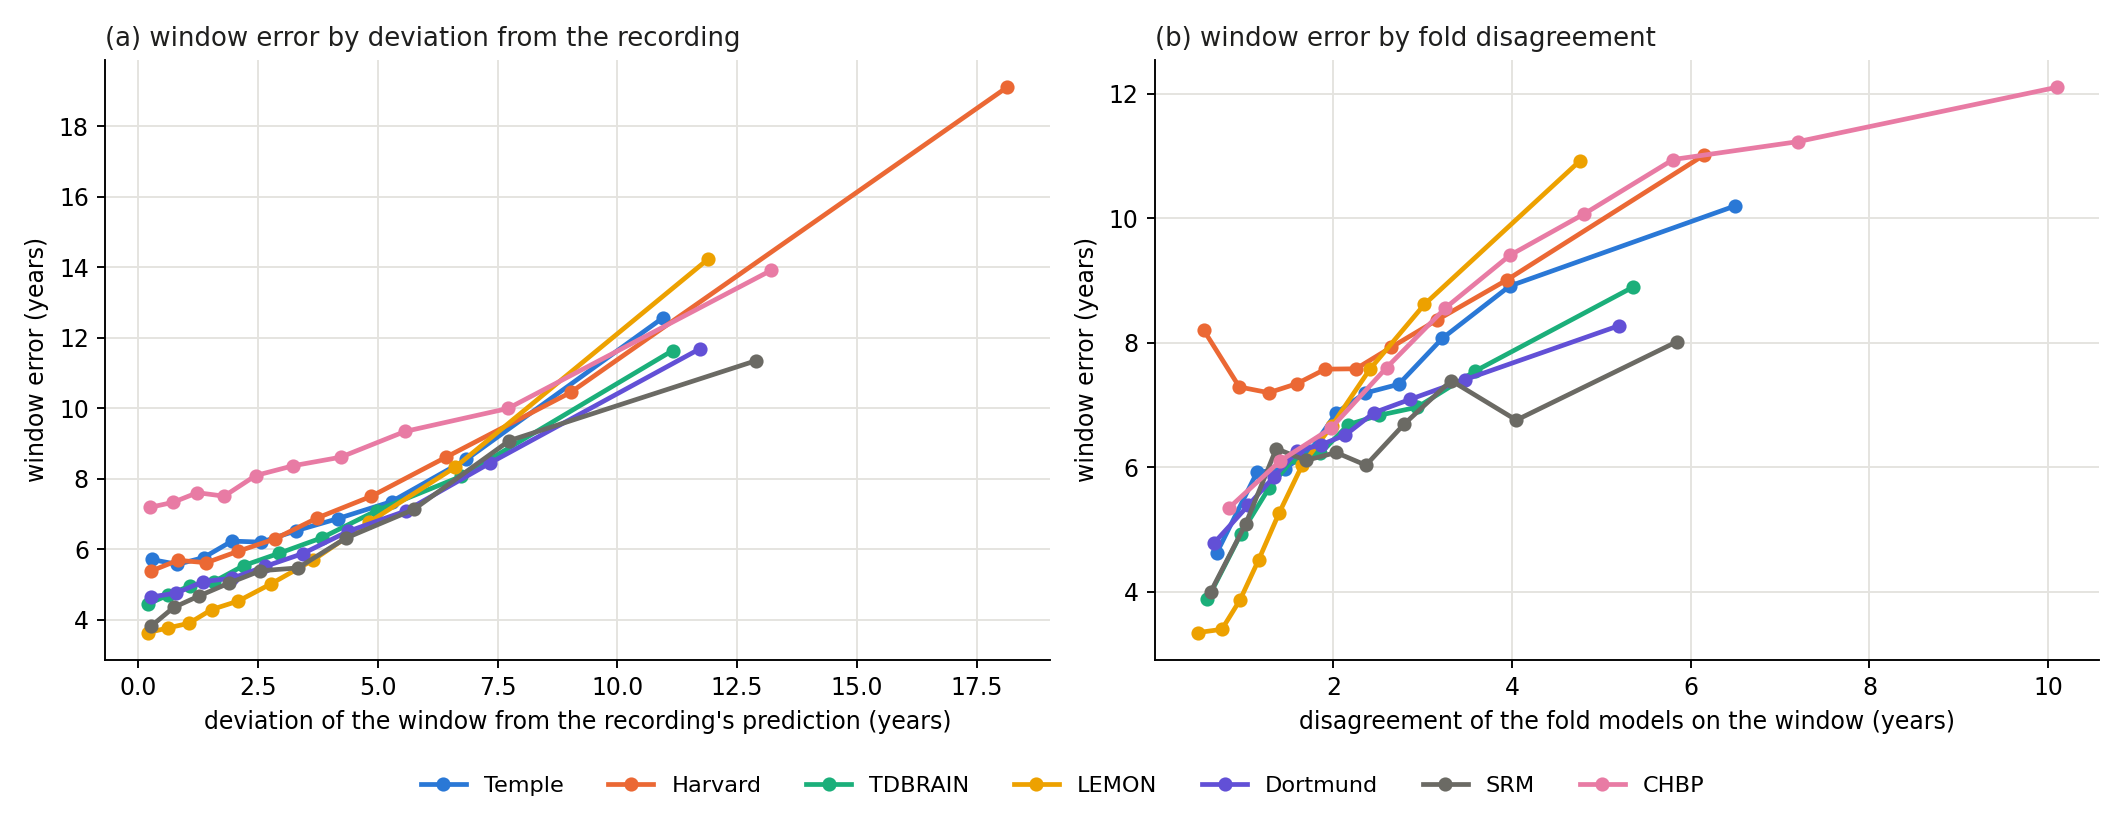 (a) window error by deviation from the recording
window error (years)
18
16
14
12
10
8
6
4
0.0 2.5 5.0 7.5 10.0 12.5 15.0 17.5
deviation of the window from the recording's prediction (years)
(b) window error by fold disagreement
window error (years)
12
10
8
6
4
2 4 6 8 10
disagreement of the fold models on the window (years)
Temple Harvard TDBRAIN LEMON Dortmund SRM CHBP